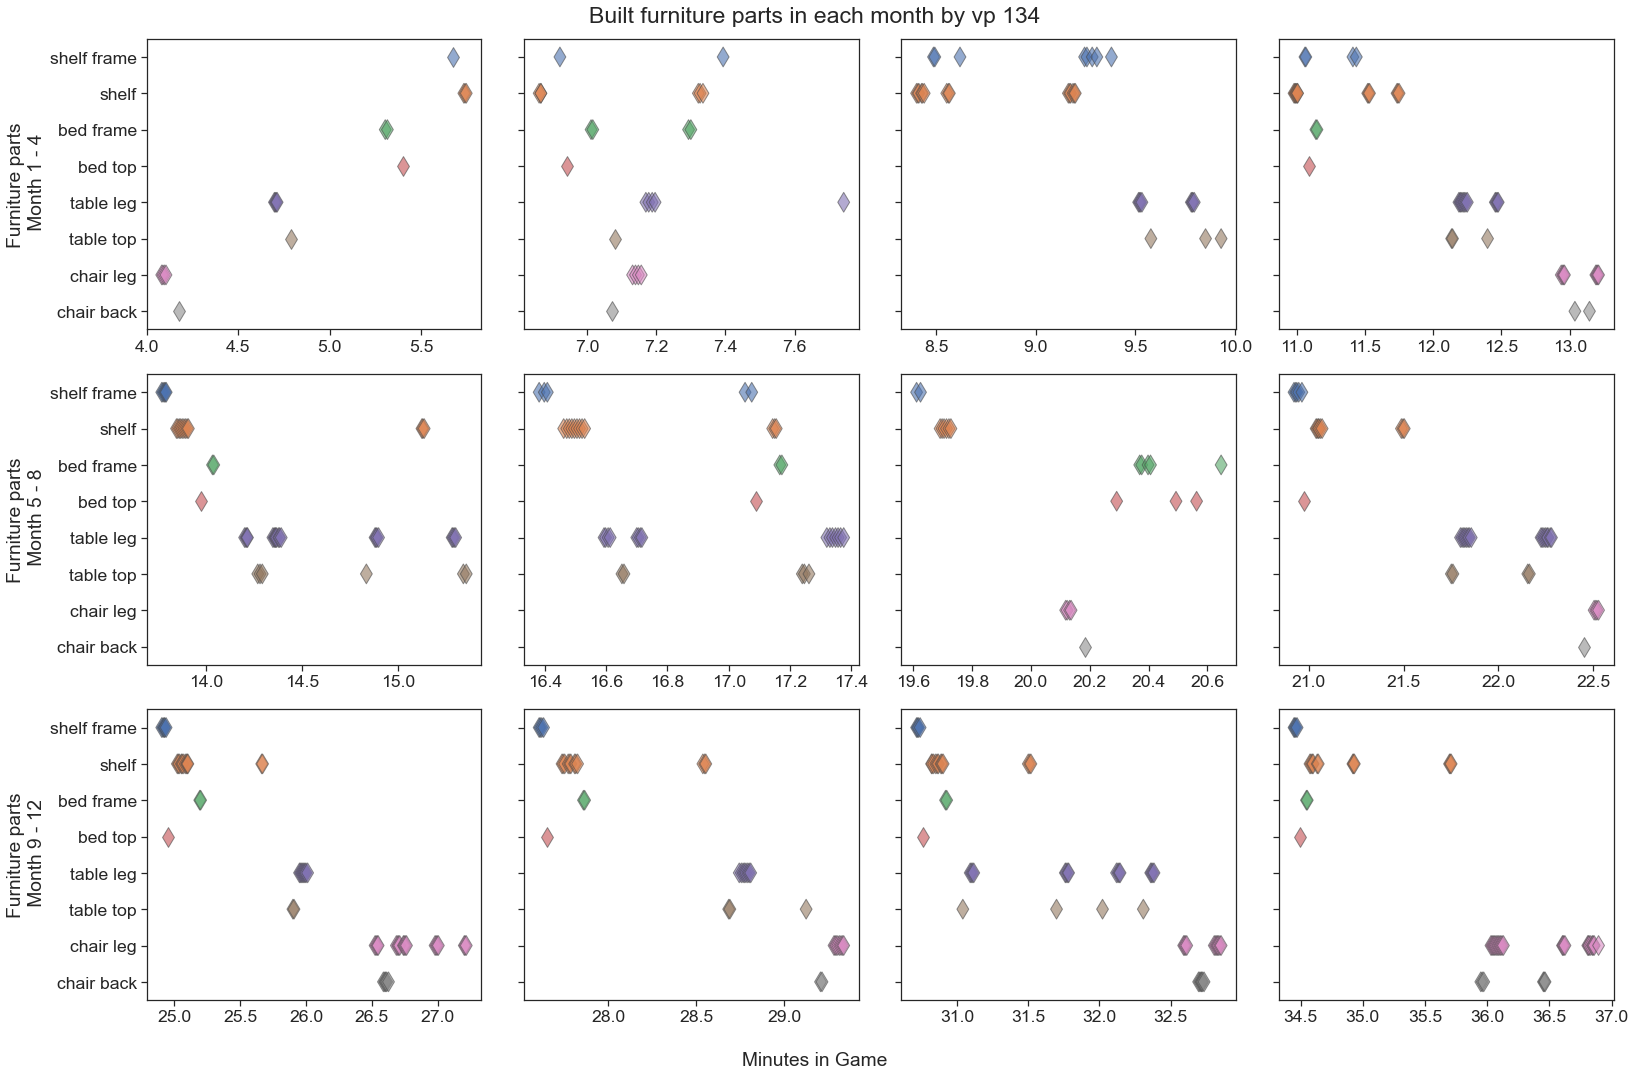 Built furniture parts in each month by vp 134
Furniture parts
Month 1 - 4
shelf frame
shelf
bed frame
bed top
table leg
table top
chair leg
chair back
4.0 4.5 5.0 5.5
7.0 7.2 7.4 7.6
8.5 9.0 9.5 10.0
11.0 11.5 12.0 12.5 13.0
Furniture parts
Month 5 - 8
shelf frame
shelf
bed frame
bed top
table leg
table top
chair leg
chair back
14.0 14.5 15.0
16.4 16.6 16.8 17.0 17.2 17.4
19.6 19.8 20.0 20.2 20.4 20.6
21.0 21.5 22.0 22.5
Furniture parts
Month 9 - 12
shelf frame
shelf
bed frame
bed top
table leg
table top
chair leg
chair back
25.0 25.5 26.0 26.5 27.0
28.0 28.5 29.0
31.0 31.5 32.0 32.5
34.5 35.0 35.5 36.0 36.5 37.0
Minutes in Game